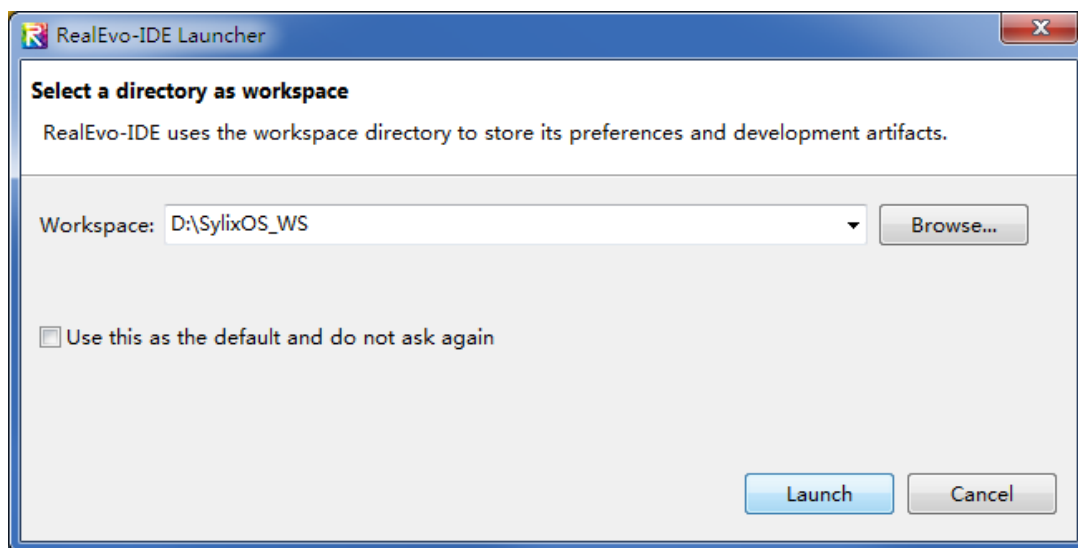 RealEvo-IDE Launcher
Select a directory as workspace
RealEvo-IDE uses the workspace directory to store its preferences and development artifacts.
Workspace: D:\SylixOS_WS Browse...
Use this as the default and do not ask again
Launch Cancel